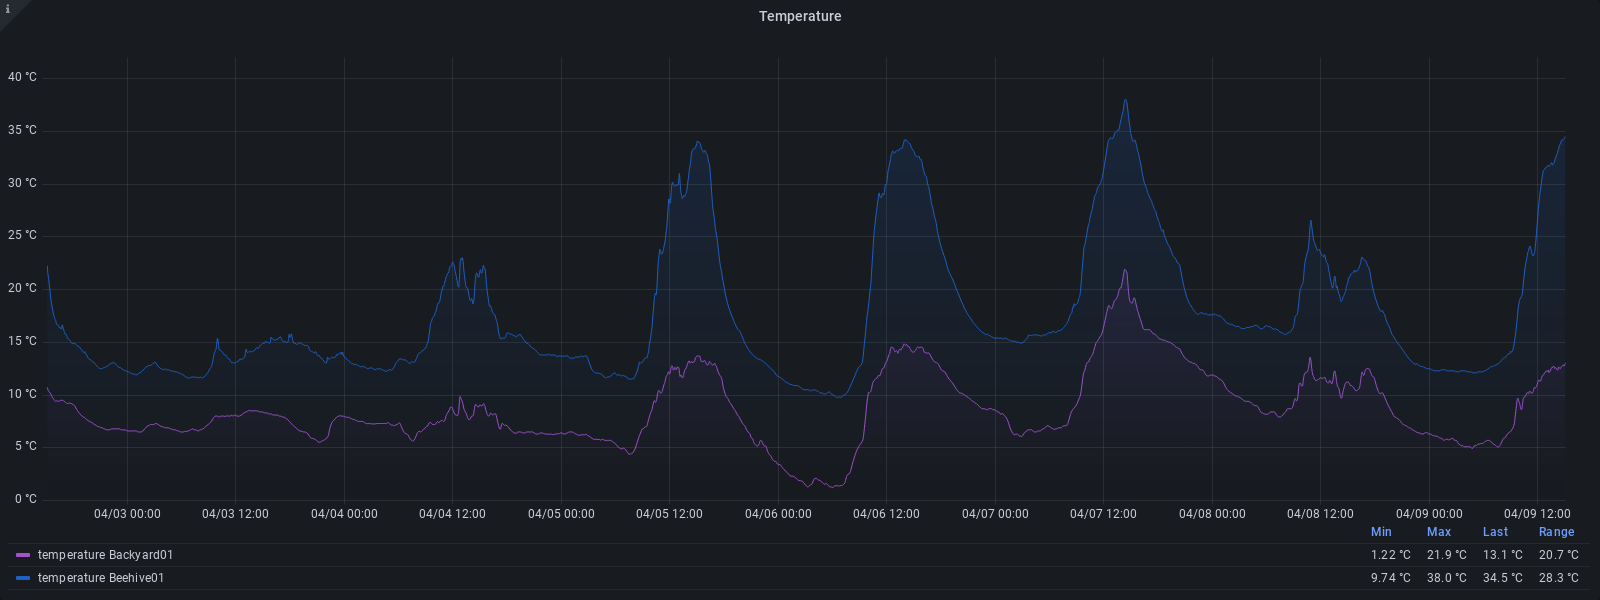 i
Temperature
40 °C
35 °C
30 °C
25 °C
20 °C
15 °C
10 °C
5 °C
0 °C
04/03 00:00 04/03 12:00 04/04 00:00 04/04 12:00 04/05 00:00 04/05 12:00 04/06 00:00 04/06 12:00 04/07 00:00 04/07 12:00 04/08 00:00 04/08 12:00 04/09 00:00 04/09 12:00
Min Max Last Range
temperature Backyard01 1.22 °C 21.9 °C 13.1 °C 20.7 °C
temperature Beehive01 9.74 °C 38.0 °C 34.5 °C 28.3 °C